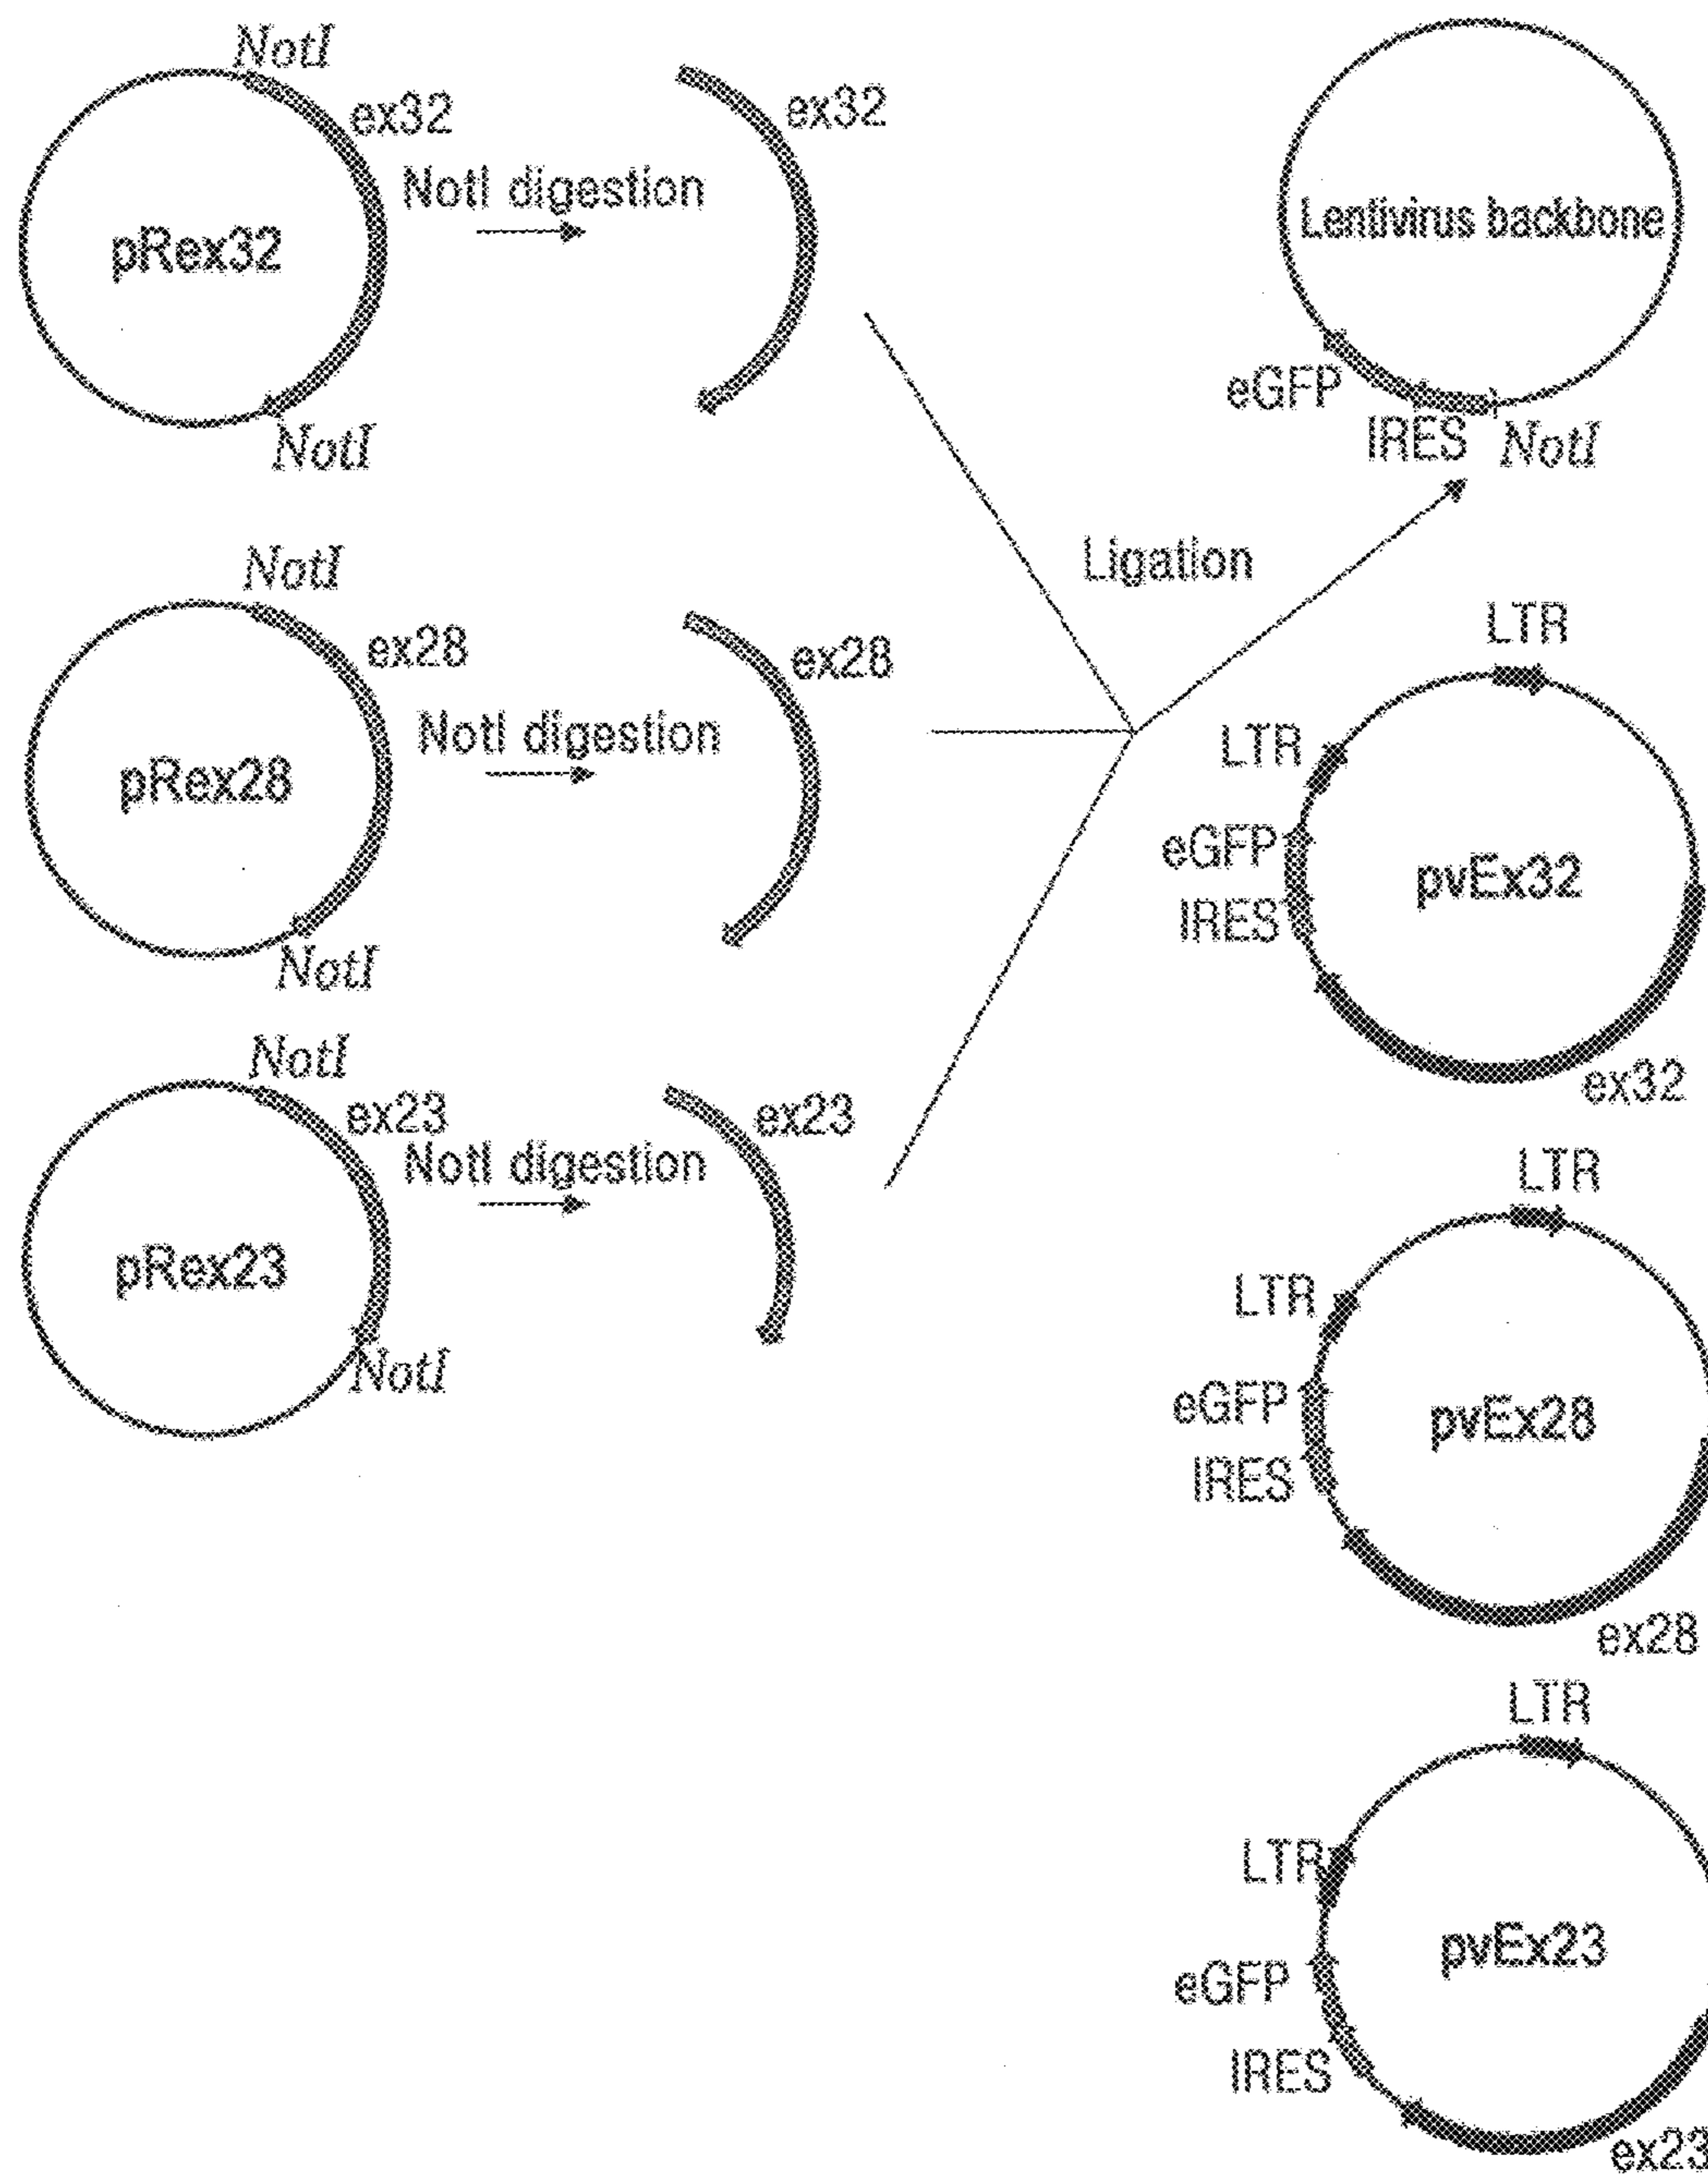 NotI
ex32
NotI digestion
pRex32
NotI
ex32
Lentivirus backbone
eGFP
IRES
NotI
NotI
ex28
NotI digestion
pRex28
NotI
ex28
Ligation
NotI
ex23
NotI digestion
pRex23
NotI
ex23
LTR
LTR
eGFP
IRES
pvEx32
ex32
LTR
LTR
eGFP
IRES
pvEx28
ex28
LTR
LTR
eGFP
IRES
pvEx23
ex23